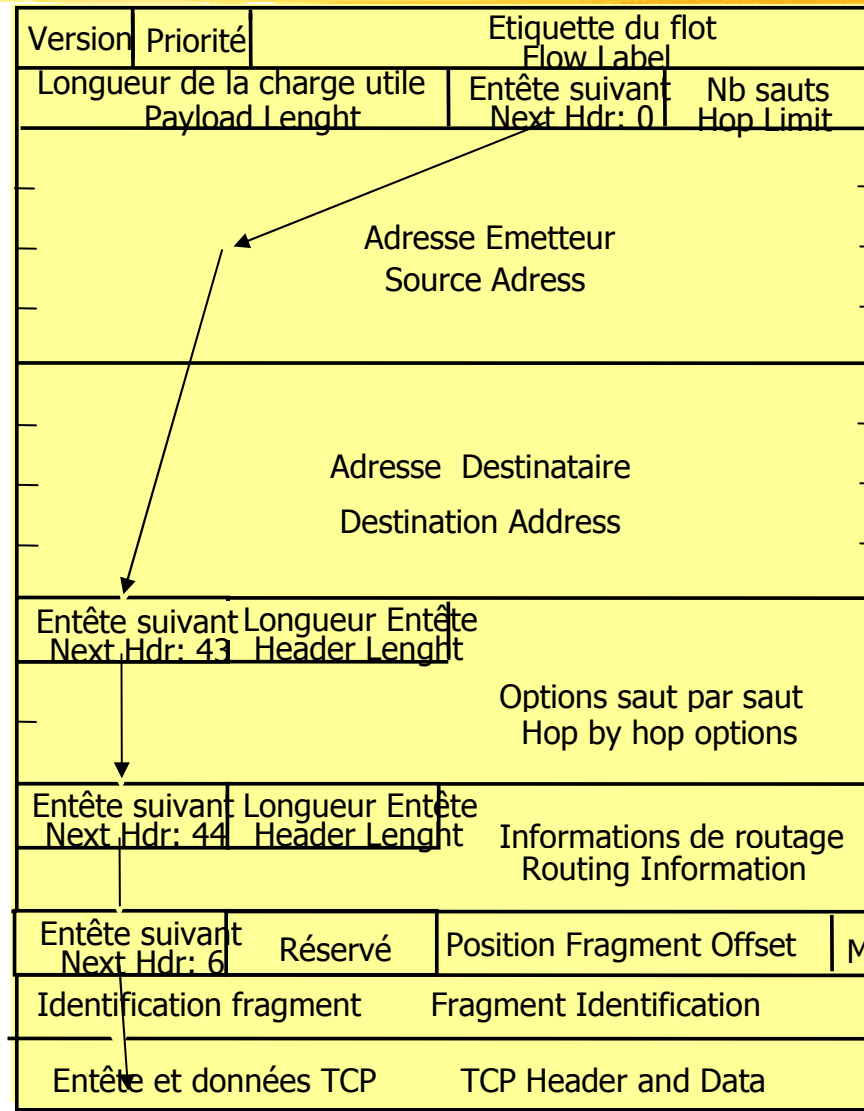 Version Priorité Etiquette du flot
Flow Label
Longueur de la charge utile Entête suivant Nb sauts
Payload Lenght Next Hdr: 0 Hop Limit
Adresse Emetteur
Source Adress
Adresse Destinataire
Destination Address
Entête suivant Longueur Entête
Next Hdr: 43 Header Lenght
Options saut par saut
Hop by hop options
Entête suivant Longueur Entête
Next Hdr: 44 Header Lenght
Informations de routage
Routing Information
Entête suivant Réservé Position Fragment Offset M
Next Hdr: 6
Identification fragment Fragment Identification
Entête et données TCP TCP Header and Data